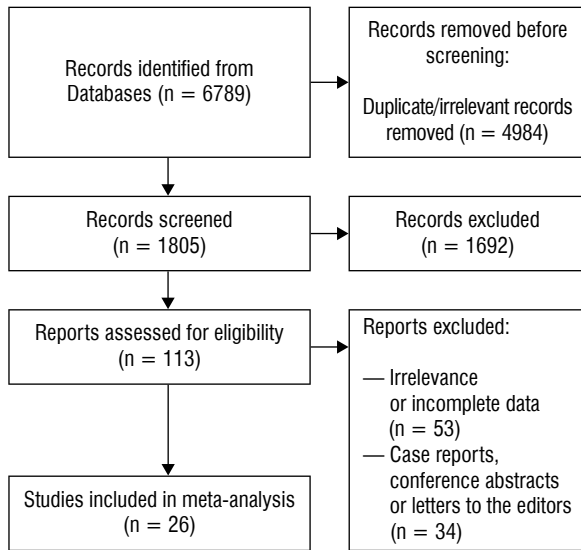 Records identified from
Databases (n = 6789)
Records removed before
screening:
Duplicate/irrelevant records
removed (n = 4984)
Records screened
(n = 1805)
Records excluded
(n = 1692)
Reports assessed for eligibility
(n = 113)
Reports excluded:
— Irrelevance
or incomplete data
(n = 53)
— Case reports,
conference abstracts
or letters to the editors
(n = 34)
Studies included in meta-analysis
(n = 26)